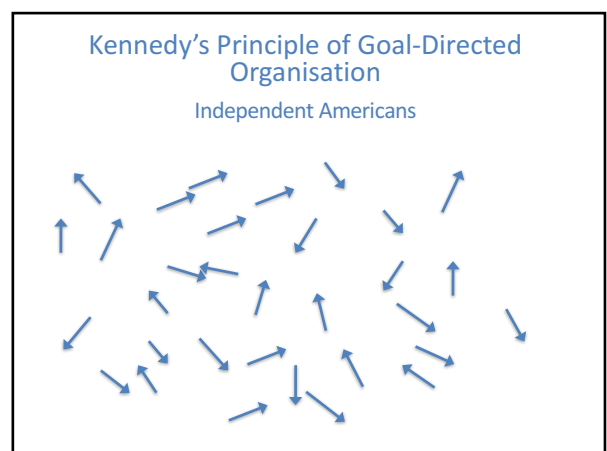 Kennedy’s Principle of Goal-Directed
Organisation
Independent Americans